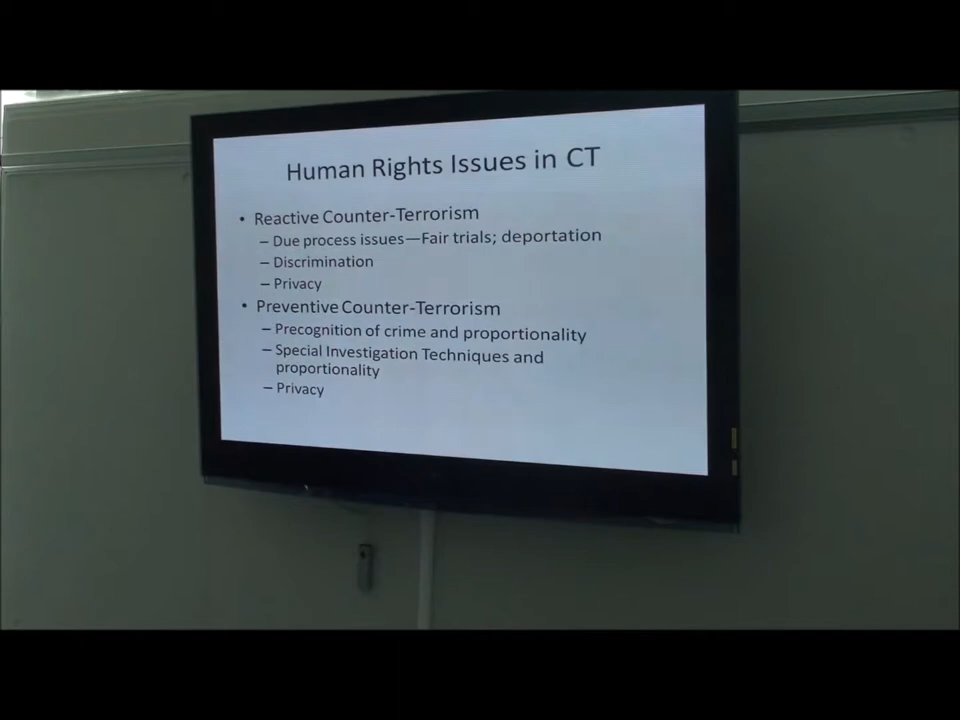 Human Rights Issues in CT
• Reactive Counter-Terrorism
– Due process issues—Fair trials; deportation
– Discrimination
– Privacy
• Preventive Counter-Terrorism
– Precognition of crime and proportionality
– Special Investigation Techniques and
proportionality
– Privacy